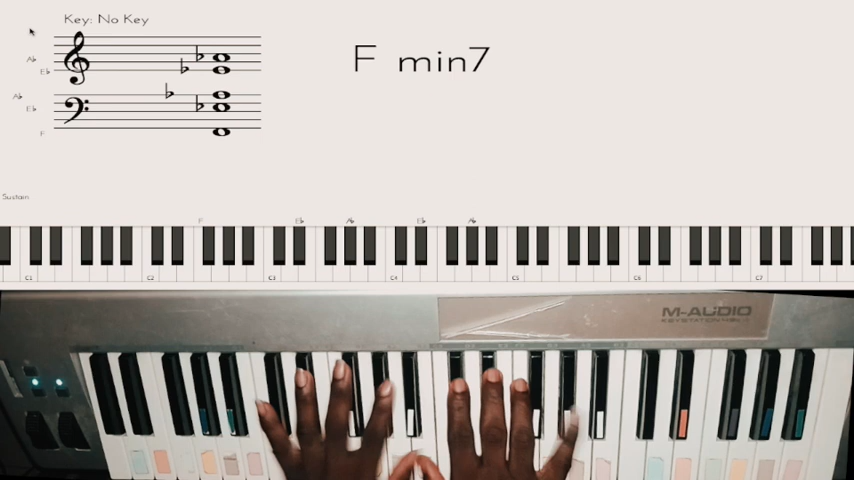 Key: No Key
F min7
Ab
Eb
Ab
Eb
F
Sustain
F
Eb
Ab
Eb
Ab
C1
C2
C3
C4
C5
C6
C7
M-AUDIO